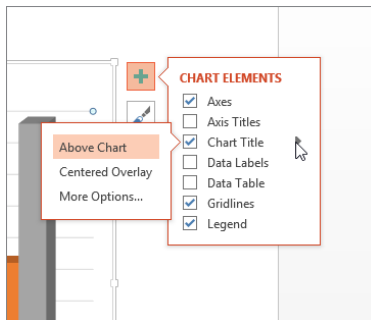 CHART ELEMENTS
Axes
Axis Titles
Chart Title
Data Labels
Data Table
Gridlines
Legend
Above Chart
Centered Overlay
More Options...